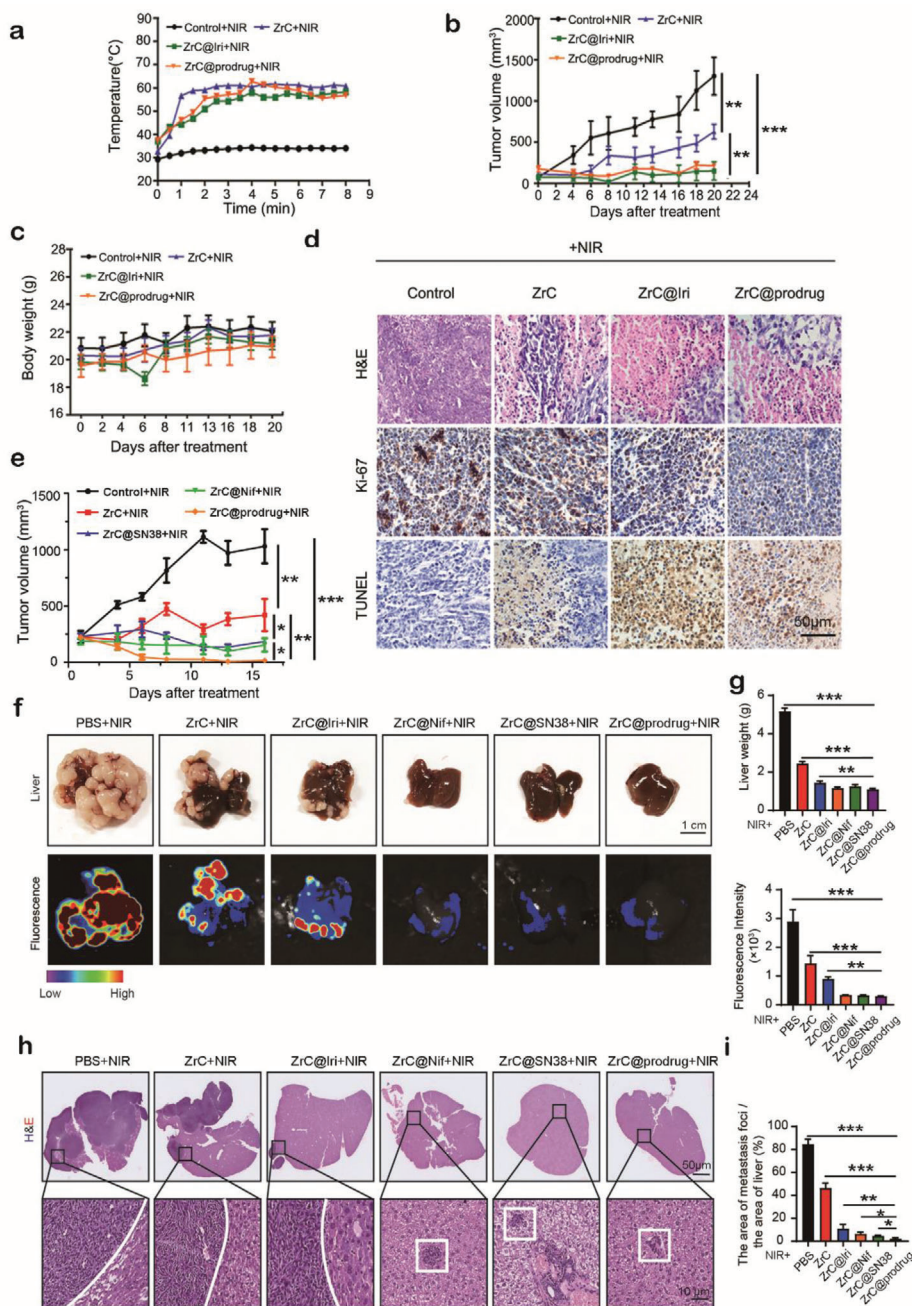 a
Control+NIR
ZrC+NIR
ZrC@Iri+NIR
ZrC@prodrug+NIR
Temperature(°C)
90
80
70
60
50
40
30
20
0 1 2 3 4 5 6 7 8 9
Time (min)
b
Control+NIR
ZrC+NIR
ZrC@Iri+NIR
ZrC@prodrug+NIR
Tumor volume (mm³)
2000
1500
1000
500
0
0 2 4 6 8 10 12 14 16 18 20 22 24
Days after treatment
**
**
***
c
Control+NIR
ZrC+NIR
ZrC@Iri+NIR
ZrC@prodrug+NIR
Body weight (g)
28
26
24
22
20
18
16
0 2 4 6 8 11 13 16 18 20
Days after treatment
d
+NIR
Control ZrC ZrC@Iri ZrC@prodrug
H&E
Ki-67
TUNEL
50μm
e
Control+NIR
ZrC@Nif+NIR
ZrC+NIR
ZrC@prodrug+NIR
ZrC@SN38+NIR
Tumor volume (mm³)
1500
1000
500
0
0 5 10 15
Days after treatment
**
*
*
**
***
f
PBS+NIR ZrC+NIR ZrC@Iri+NIR ZrC@Nif+NIR ZrC@SN38+NIR ZrC@prodrug+NIR
Liver
1 cm
Fluorescence
Low High
g
Liver weight (g)
6
4
2
0
***
***
**
NIR+
PBS
ZrC
ZrC@Iri
ZrC@Nif
ZrC@SN38
ZrC@prodrug
Fluorescence Intensity
(×10³)
4
3
2
1
0
***
***
**
NIR+
PBS
ZrC
ZrC@Iri
ZrC@Nif
ZrC@SN38
ZrC@prodrug
h
PBS+NIR ZrC+NIR ZrC@Iri+NIR ZrC@Nif+NIR ZrC@SN38+NIR ZrC@prodrug+NIR
H&E
50μm
10 μm
i
The area of metastasis foci /
the area of liver (%)
100
80
60
40
20
0
***
***
**
*
*
NIR+
PBS
ZrC
ZrC@Iri
ZrC@Nif
ZrC@SN38
ZrC@prodrug